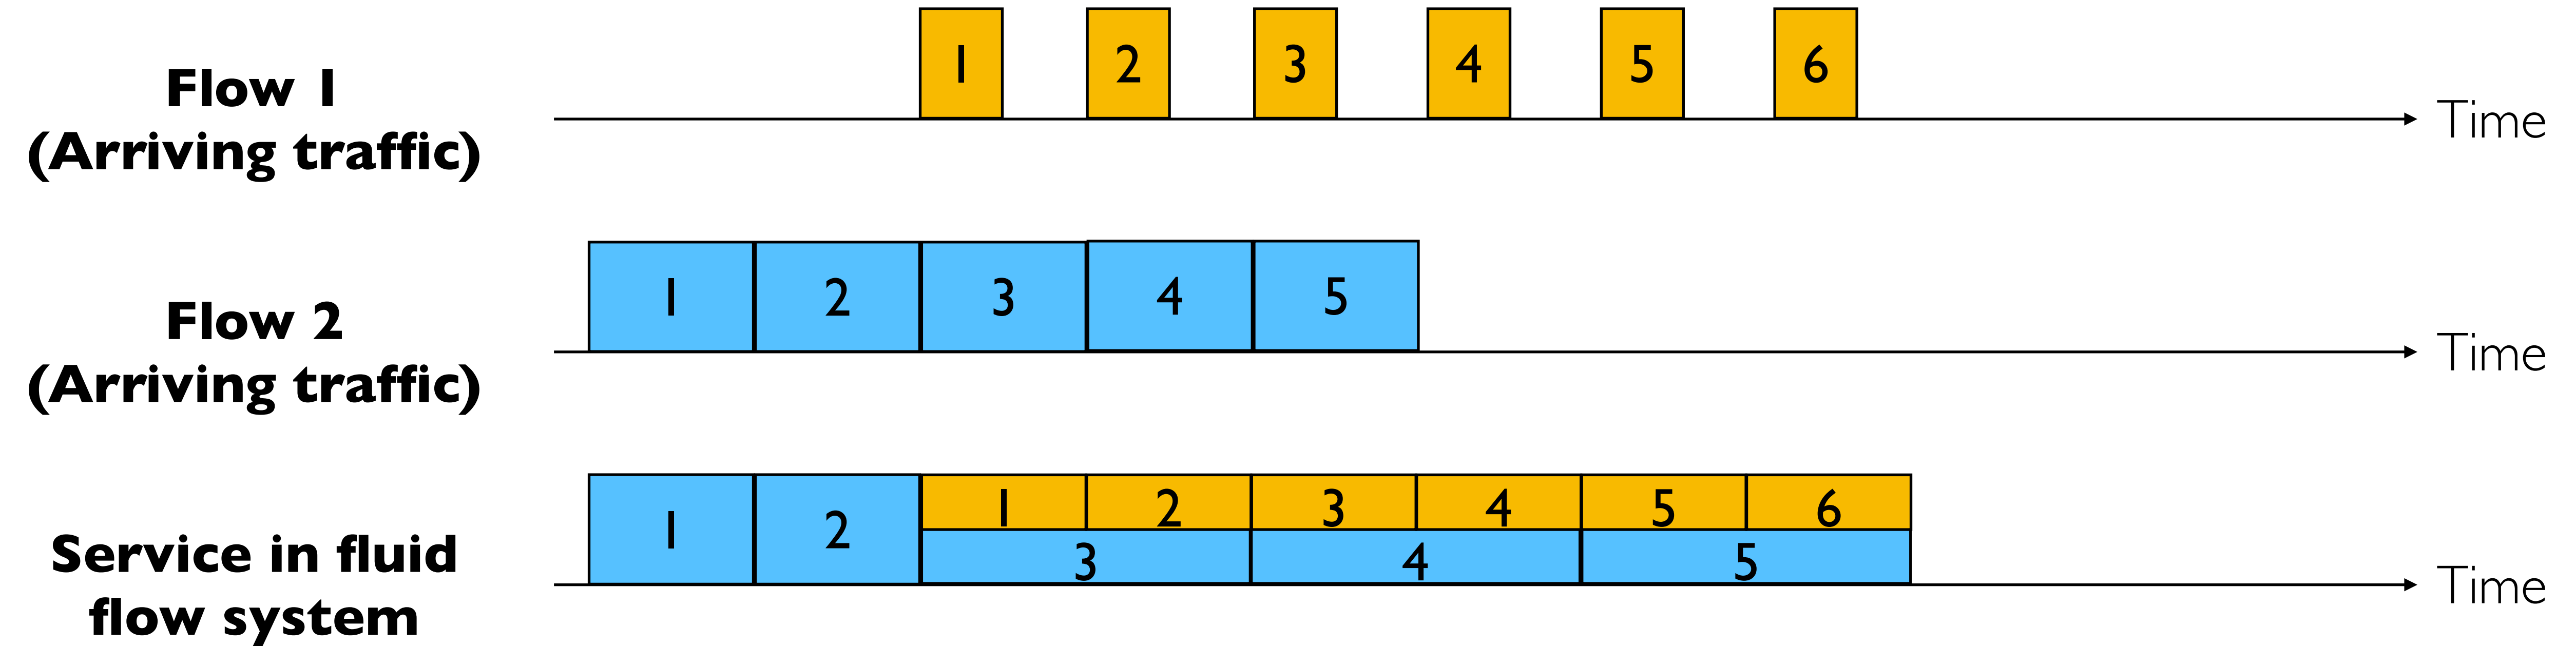 1 2 3 4 5 6
Flow 1
(Arriving traffic)
Time
1 2 3 4 5
Flow 2
(Arriving traffic)
Time
1 2 1 2 3 4 5 6
3 4 5
Service in fluid
flow system
Time